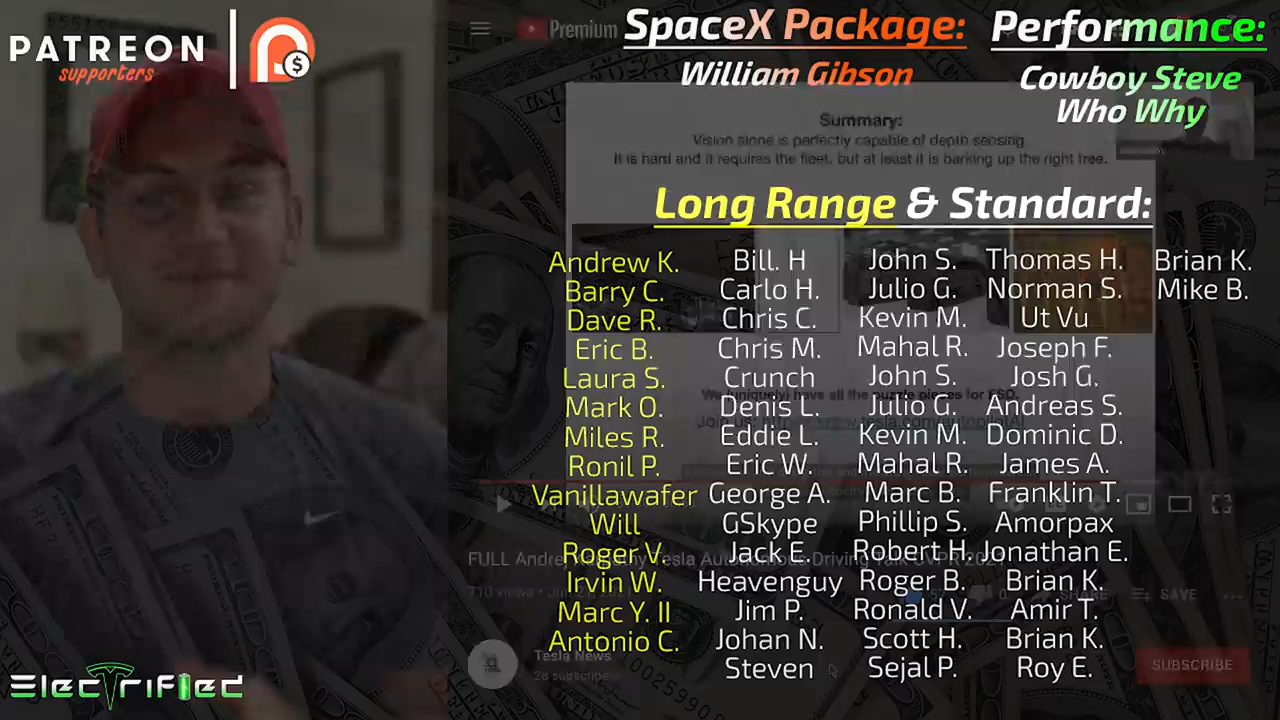 PATREON
supporters
SpaceX Package:
William Gibson
Performance:
Cowboy Steve
Who Why
Premium
Summary:
Vision alone is perfectly capable of depth sensing
It is hard and it requires the fleet, but at least it is barking up the right tree.
Long Range & Standard:
Andrew K.
Barry C.
Dave R.
Eric B.
Laura S.
Mark O.
Miles R.
Ronil P.
Vanillawafer
Will
Roger V.
Irvin W.
Marc Y. II
Antonio C.
Bill. H
Carlo H.
Chris C.
Chris M.
Crunch
Denis L.
Eddie L.
Eric W.
George A.
GSkype
Jack E.
Heavenguy
Jim P.
Johan N.
Steven
John S.
Julio G.
Kevin M.
Mahal R.
John S.
Julio G.
Kevin M.
Mahal R.
Marc B.
Phillip S.
Robert H.
Roger B.
Ronald V.
Scott H.
Sejal P.
Thomas H.
Norman S.
Ut Vu
Joseph F.
Josh G.
Andreas S.
Dominic D.
James A.
Franklin T.
Amorpax
Jonathan E.
Brian K.
Amir T.
Brian K.
Roy E.
Brian K.
Mike B.
FULL Tesla Driving Talk
SHARE
SAVE
Tesla News
SUBSCRIBE
Electrified